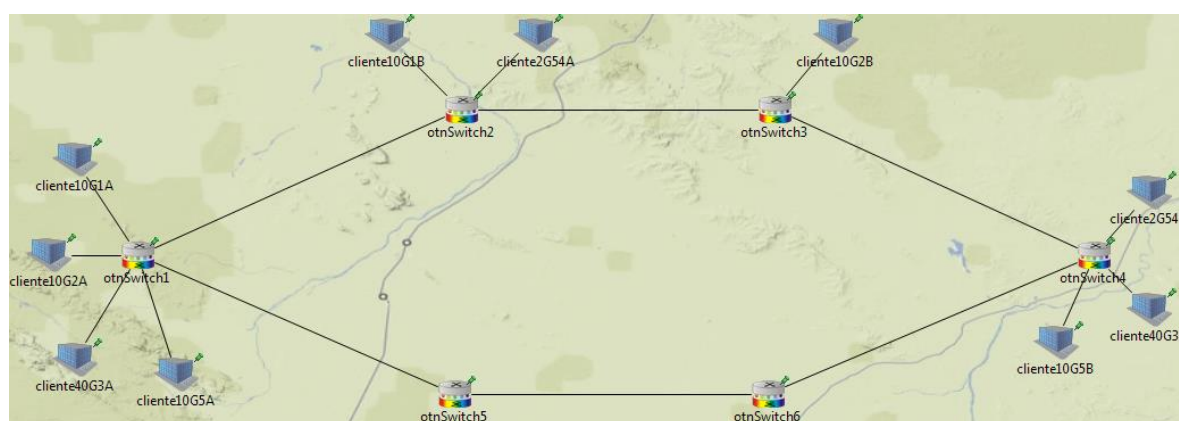 cliente10G1B
cliente2G54A
cliente10G2B
otnSwitch2
otnSwitch3
cliente10G1A
cliente2G54
cliente10G2A
otnSwitch1
otnSwitch4
cliente40G3
cliente10G5B
cliente40G3A
cliente10G5A
otnSwitch5
otnSwitch6